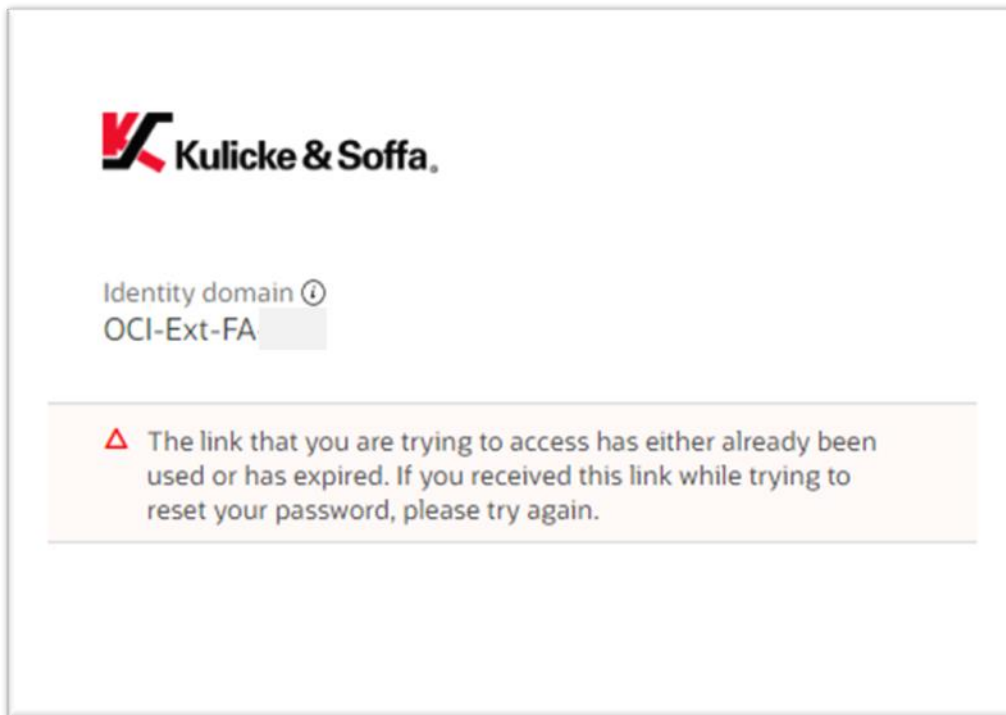 Kulicke & Soffa®
Identity domain
OCI-Ext-FA
The link that you are trying to access has either already been
used or has expired. If you received this link while trying to
reset your password, please try again.